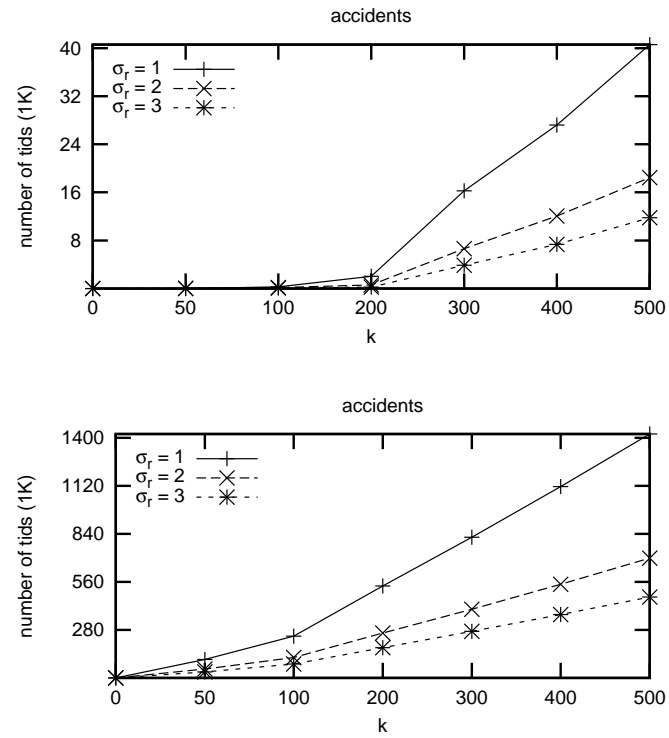 accidents
number of tids (1K)
40
32
24
16
8
σr = 1
σr = 2
σr = 3
0 50 100 200 300 400 500
k
accidents
number of tids (1K)
1400
1120
840
560
280
σr = 1
σr = 2
σr = 3
0 50 100 200 300 400 500
k